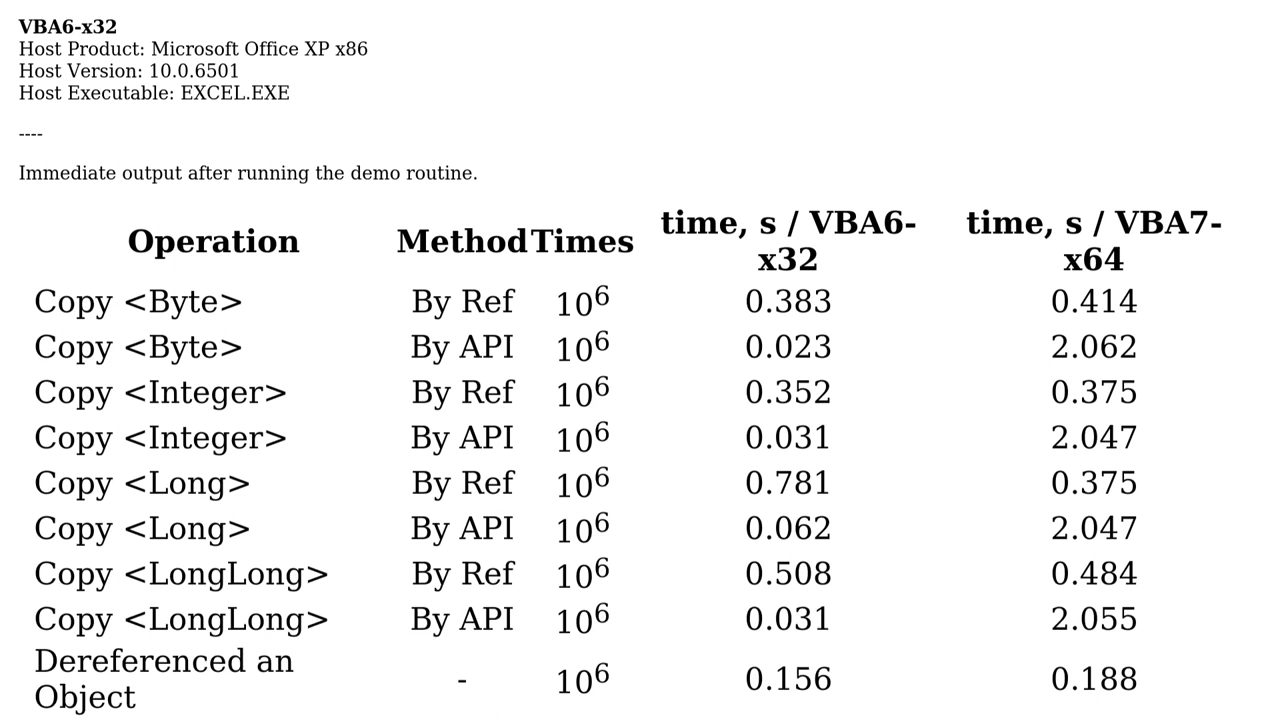 VBA6-x32
Host Product: Microsoft Office XP x86
Host Version: 10.0.6501
Host Executable: EXCEL.EXE
----
Immediate output after running the demo routine.
Operation Method Times time, s / VBA6-x32 time, s / VBA7-x64
Copy <Byte> By Ref 10^6 0.383 0.414
Copy <Byte> By API 10^6 0.023 2.062
Copy <Integer> By Ref 10^6 0.352 0.375
Copy <Integer> By API 10^6 0.031 2.047
Copy <Long> By Ref 10^6 0.781 0.375
Copy <Long> By API 10^6 0.062 2.047
Copy <LongLong> By Ref 10^6 0.508 0.484
Copy <LongLong> By API 10^6 0.031 2.055
Dereferenced an Object - 10^6 0.156 0.188